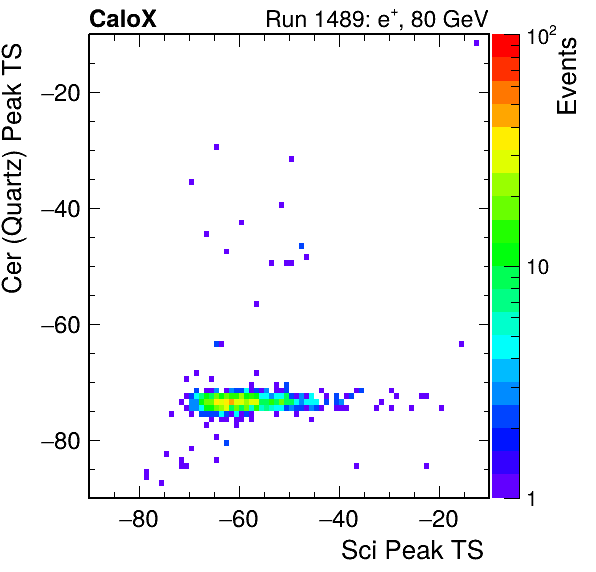 CaloX Run 1489: e⁺, 80 GeV
Cer (Quartz) Peak TS
−20
−40
−60
−80
−80 −60 −40 −20
Sci Peak TS
10²
10
1
Events